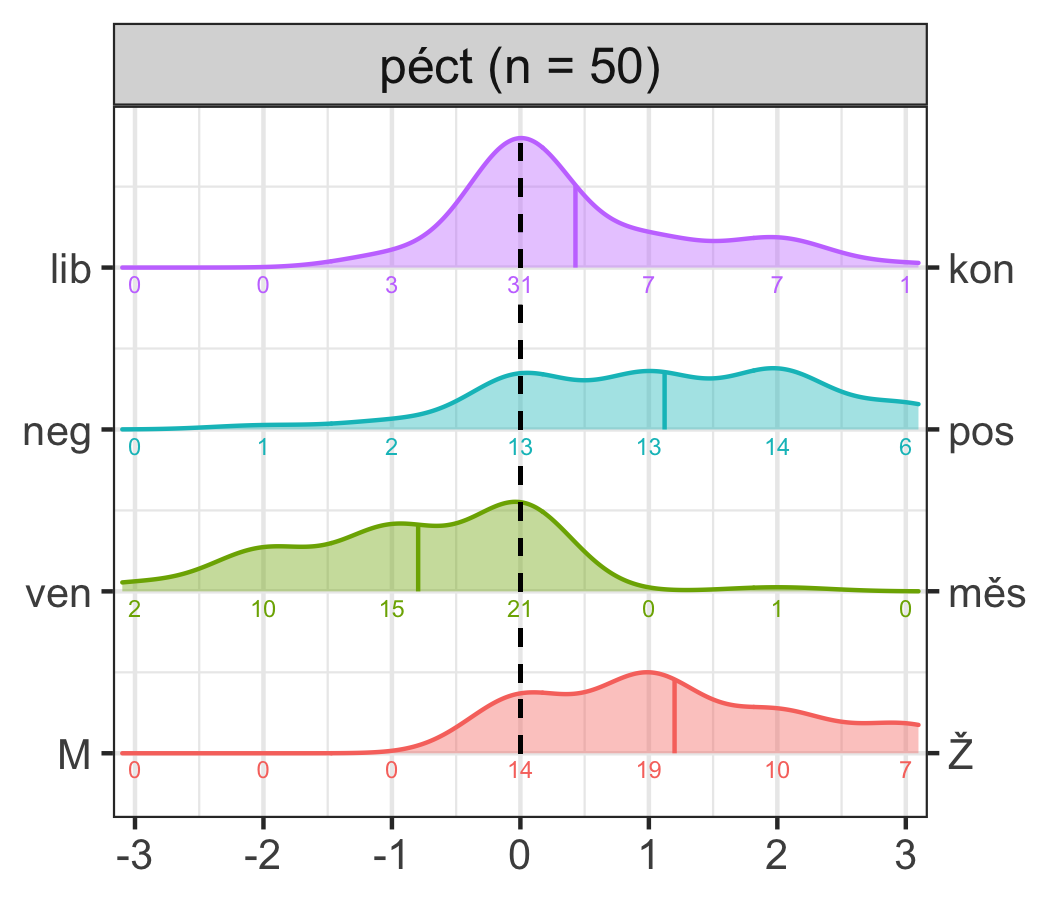 péct (n = 50)
lib kon
0 0 3 31 7 7 1
neg pos
0 1 2 13 13 14 6
ven měs
2 10 15 21 0 1 0
M Ž
0 0 0 14 19 10 7
-3 -2 -1 0 1 2 3